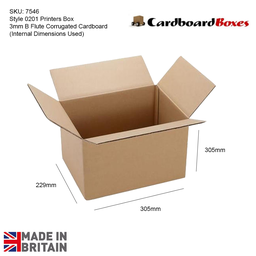 SKU: 7546
Style 0201 Printers Box
3mm B Flute Corrugated Cardboard
(Internal Dimensions Used)
CardboardBoxes
305mm
229mm
305mm
MADE IN
BRITAIN